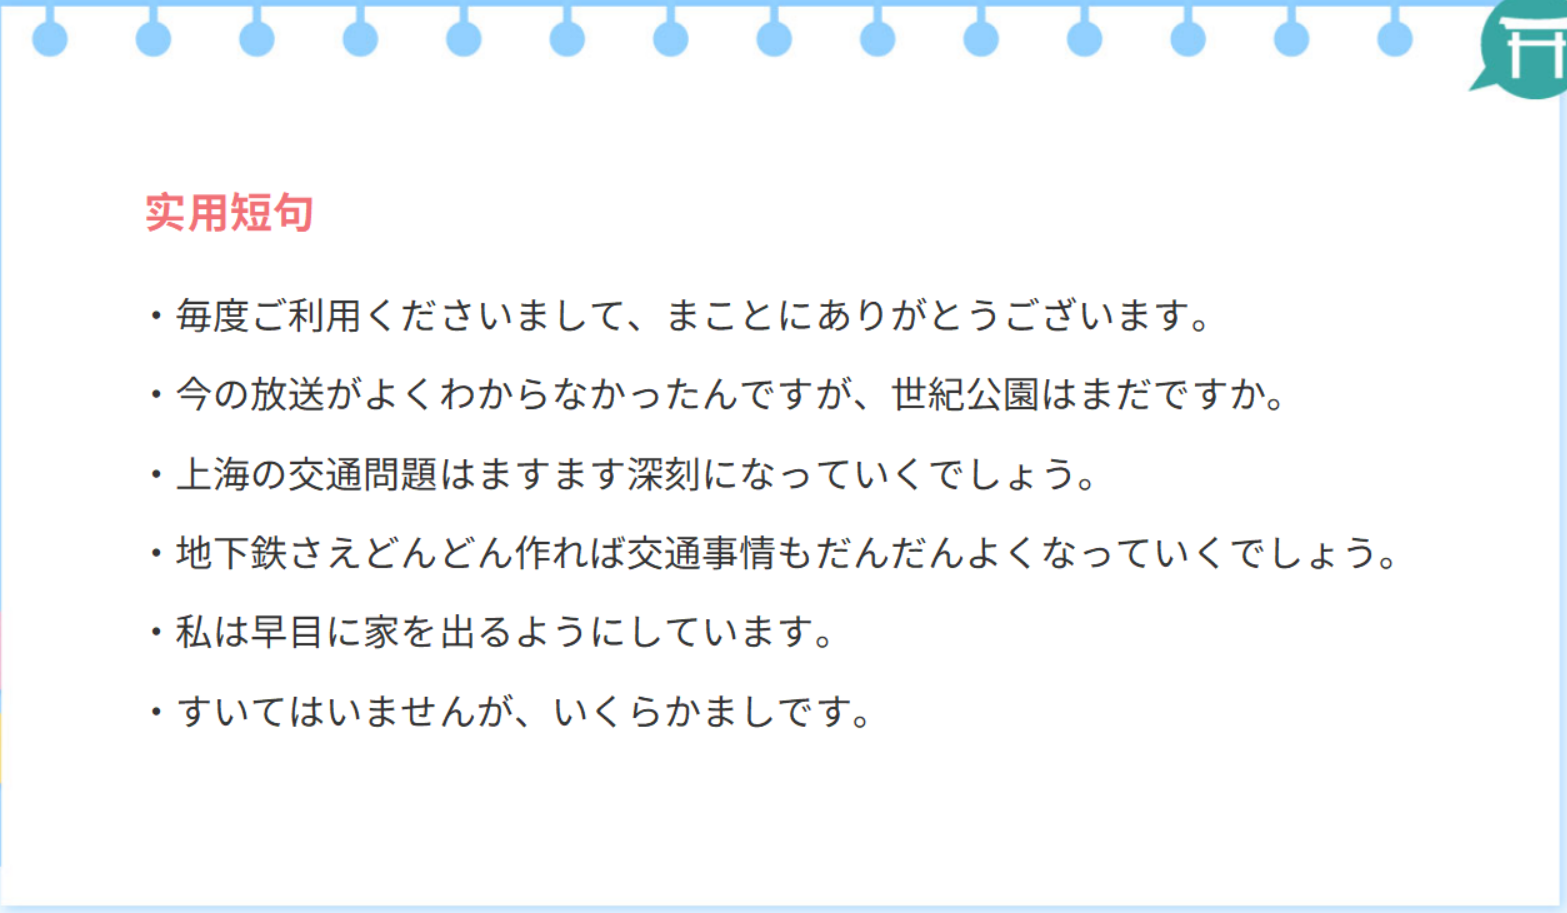 实用短句
・毎度ご利用くださいまして、まことにありがとうございます。
・今の放送がよくわからなかったんですが、世紀公園はまだですか。
・上海の交通問題はますます深刻になっていくでしょう。
・地下鉄さえどんどん作れば交通事情もだんだんよくなっていくでしょう。
・私は早目に家を出るようにしています。
・すいてはいませんが、いくらかましです。